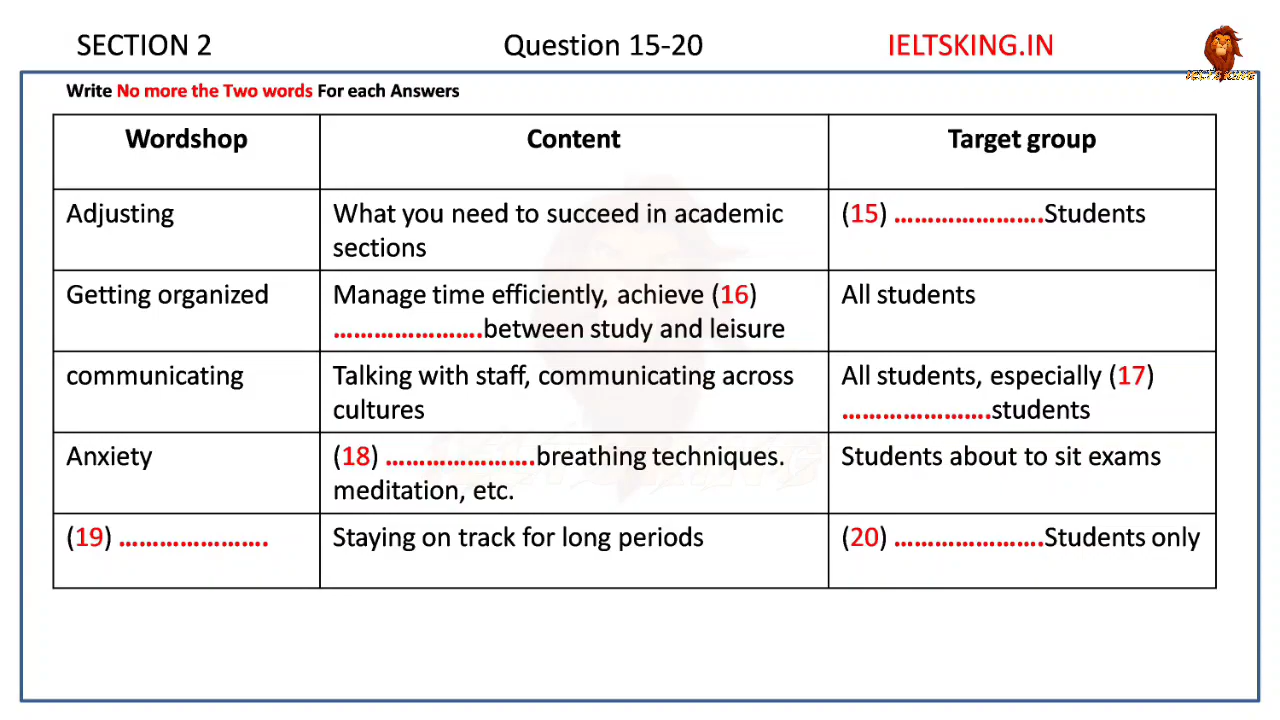 SECTION 2 Question 15-20 IELTSKING.IN
IELTSKING
Write No more the Two words For each Answers
Wordshop Content Target group
Adjusting What you need to succeed in academic (15) ………………….Students
sections
Getting organized Manage time efficiently, achieve (16) All students
………………….between study and leisure
communicating Talking with staff, communicating across All students, especially (17)
cultures ………………….students
Anxiety (18) ………………….breathing techniques. Students about to sit exams
meditation, etc.
(19) …………………. Staying on track for long periods (20) ………………….Students only